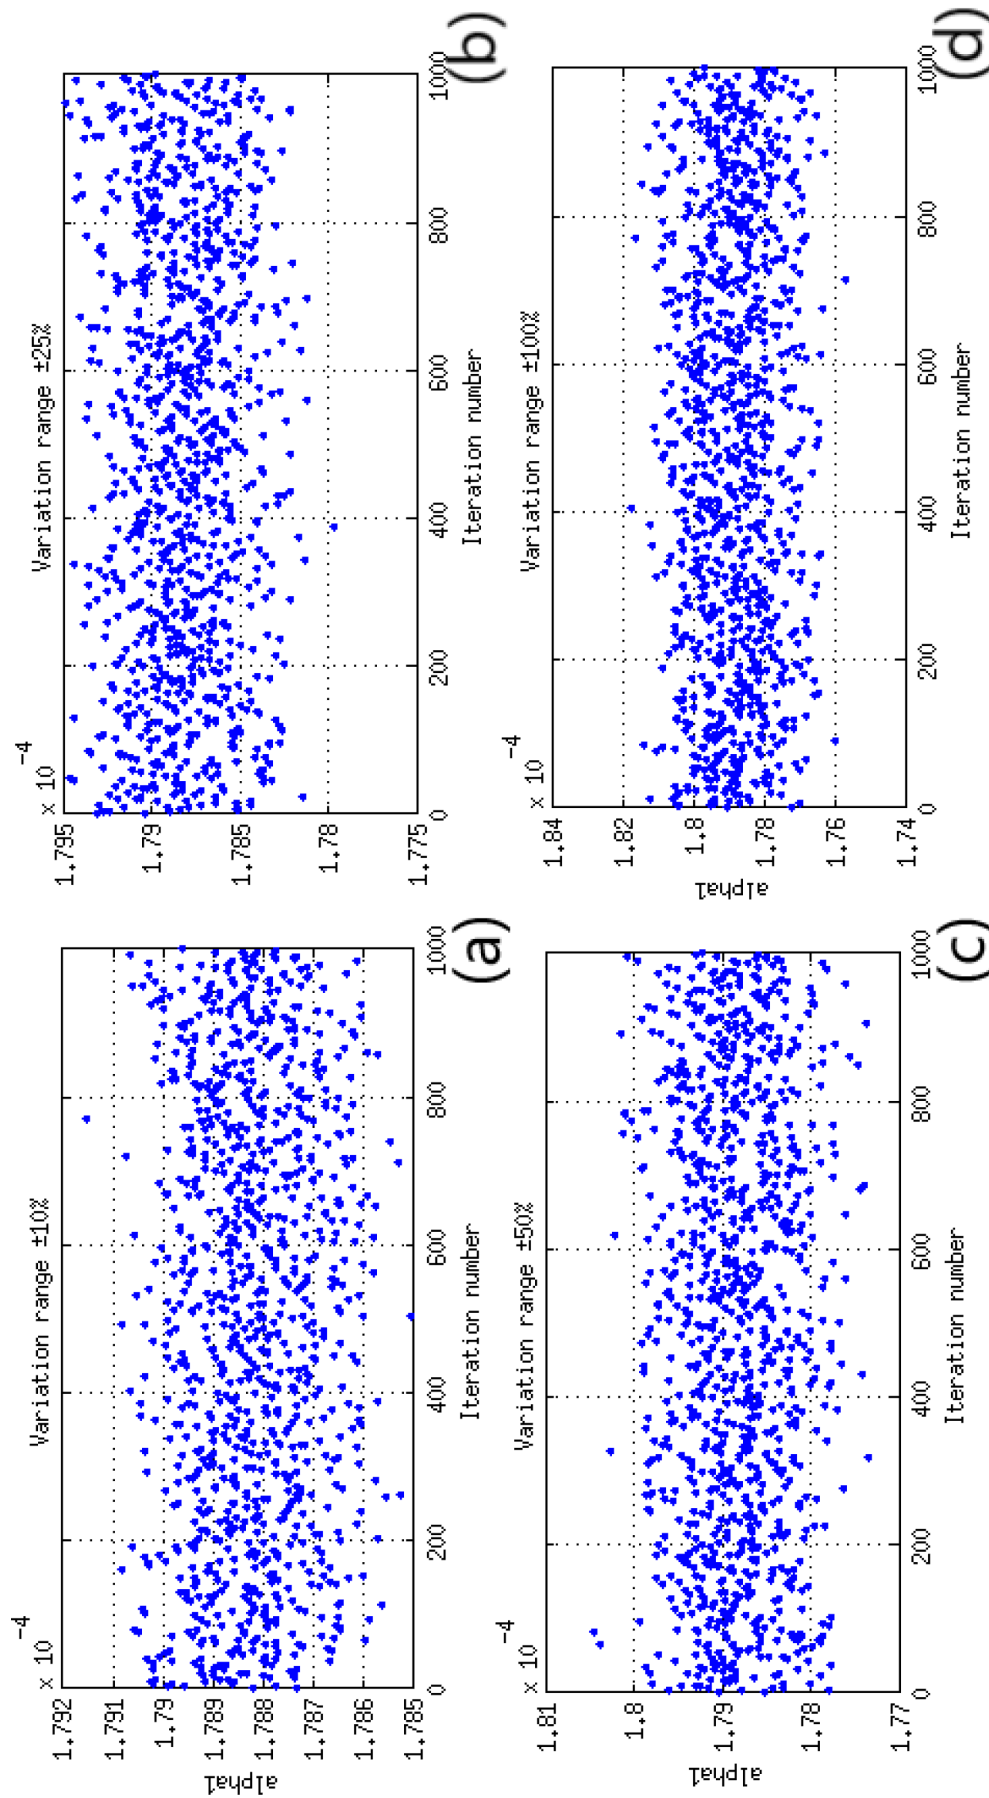 Variation range ±10%
x 10 -4
1.792
1.791
1.79
1.789
1.788
1.787
1.786
1.785
alpha1
0 200 400 600 800 1000
Iteration number
(a)
Variation range ±25%
x 10 -4
1.795
1.79
1.785
1.78
1.775
0 200 400 600 800 1000
Iteration number
(b)
Variation range ±50%
x 10 -4
1.81
1.8
1.79
1.78
1.77
alpha1
0 200 400 600 800 1000
Iteration number
(c)
Variation range ±100%
x 10 -4
1.84
1.82
1.8
1.78
1.76
1.74
alpha1
0 200 400 600 800 1000
Iteration number
(d)